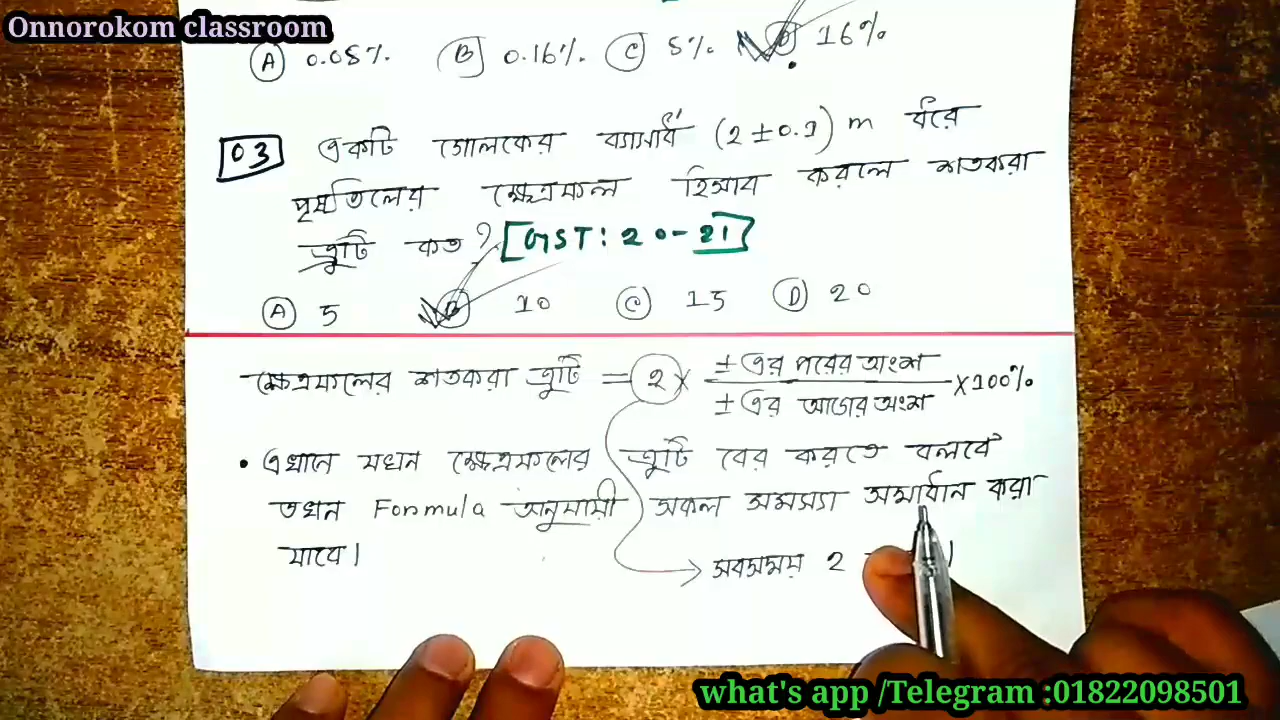 Onnorokom classroom
A 0.08%. B 0.16%. C 8%. D 16%
03 একটি গোলকের ব্যাসার্ধ (2 ± 0.1) m ধরে
পৃষ্ঠতলের ক্ষেত্রফল হিসাব করলে শতকরা
ত্রুটি কত? [GST: 20-21]
A 5 B 10 C 15 D 20
ক্ষেত্রফলের শতকরা ত্রুটি = 2 × ± এর পরের অংশ / ± এর আগের অংশ × 100%
• এখানে যখন ক্ষেত্রফলের ত্রুটি বের করতে বলবে
তখন Formula অনুযায়ী সকল সমস্যা সমাধান করা
যাবে।
সবসময় 2
what's app /Telegram :01822098501